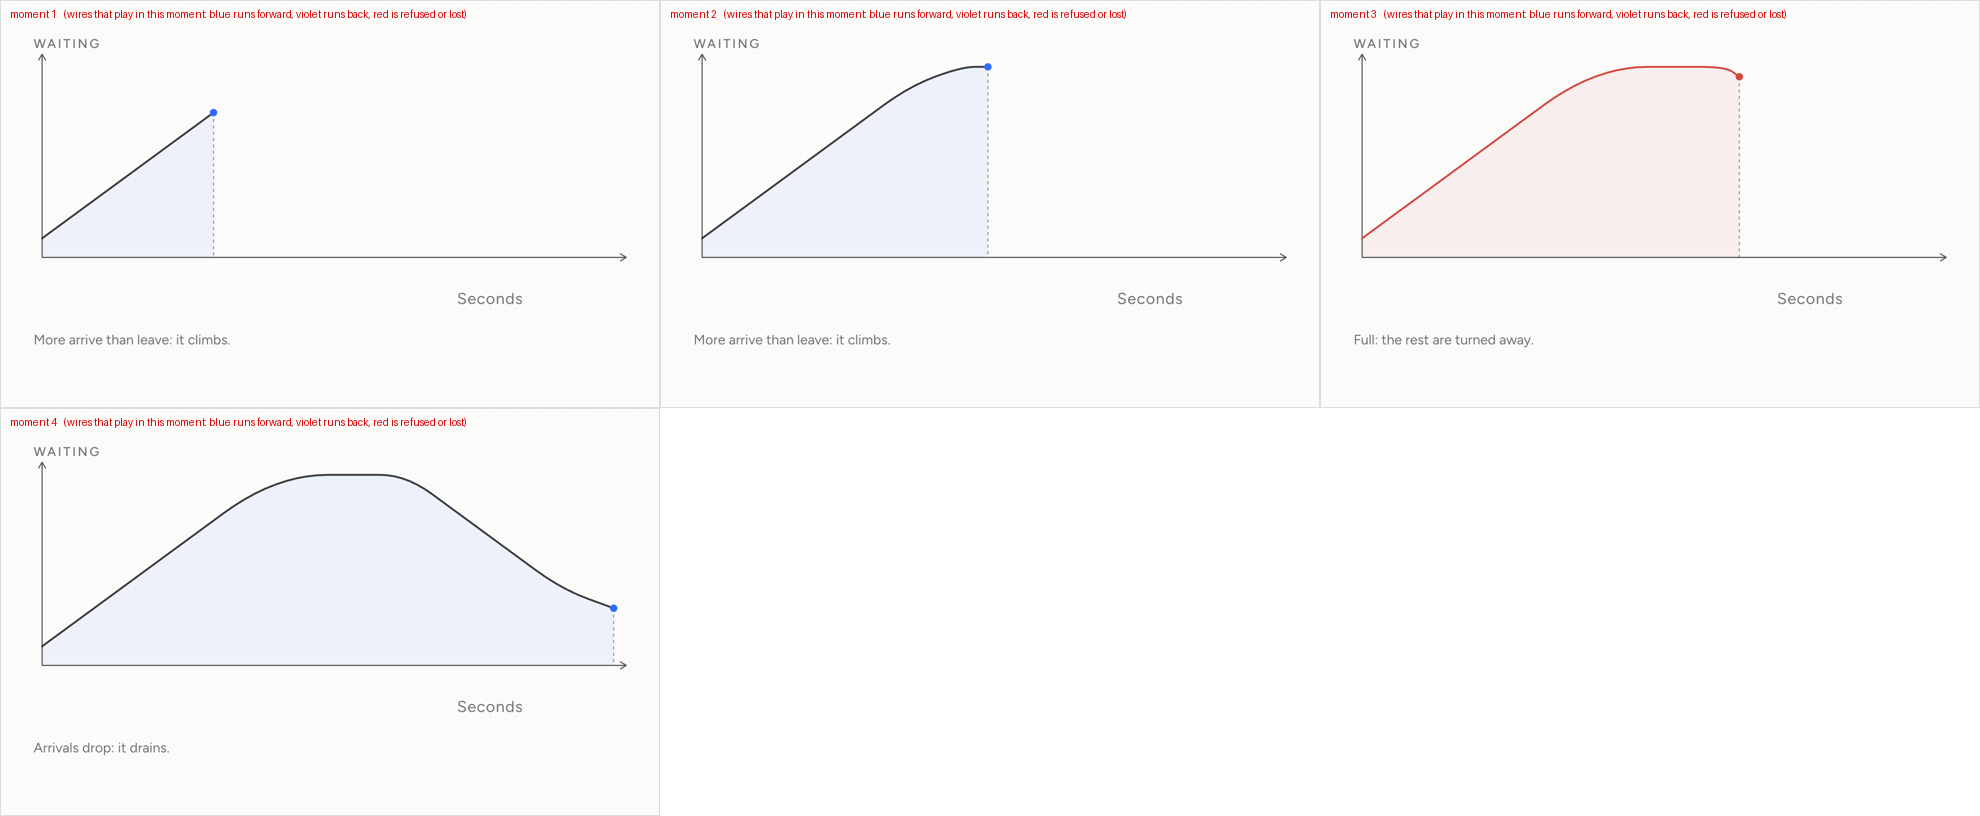 moment 1 (wires that play in this moment: blue runs forward, violet runs back, red is refused or lost)
WAITING
Seconds
More arrive than leave: it climbs.
moment 2 (wires that play in this moment: blue runs forward, violet runs back, red is refused or lost)
WAITING
Seconds
More arrive than leave: it climbs.
moment 3 (wires that play in this moment: blue runs forward, violet runs back, red is refused or lost)
WAITING
Seconds
Full: the rest are turned away.
moment 4 (wires that play in this moment: blue runs forward, violet runs back, red is refused or lost)
WAITING
Seconds
Arrivals drop: it drains.